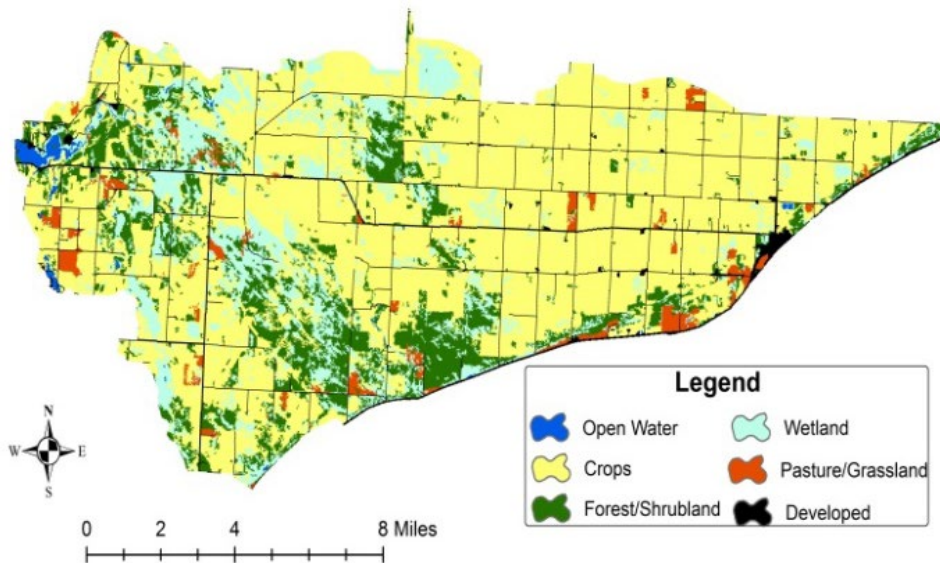 Legend
Open Water
Wetland
Crops
Pasture/Grassland
Forest/Shrubland
Developed
N
W E
S
0 2 4 8 Miles